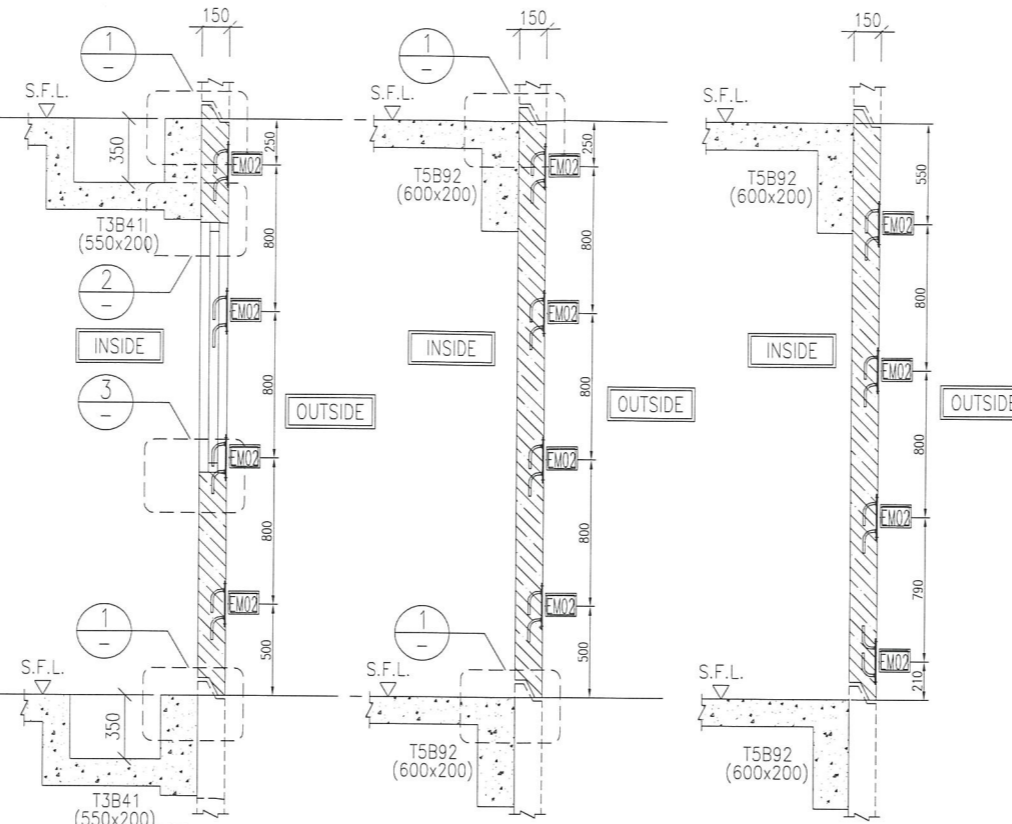 150
1
-
S.F.L.
350
250
EM02
T3B41
(550x200)
800
2
-
EM02
INSIDE
800
3
-
OUTSIDE
EM02
800
EM02
1
-
500
S.F.L.
350
T3B41
(550x200)
150
1
-
S.F.L.
250
EM02
T5B92
(600x200)
800
EM02
INSIDE
800
OUTSIDE
EM02
800
EM02
1
-
500
S.F.L.
T5B92
(600x200)
150
S.F.L.
550
T5B92
(600x200)
EM02
800
INSIDE
EM02
800
OUTSIDE
EM02
790
EM02
210
S.F.L.
T5B92
(600x200)